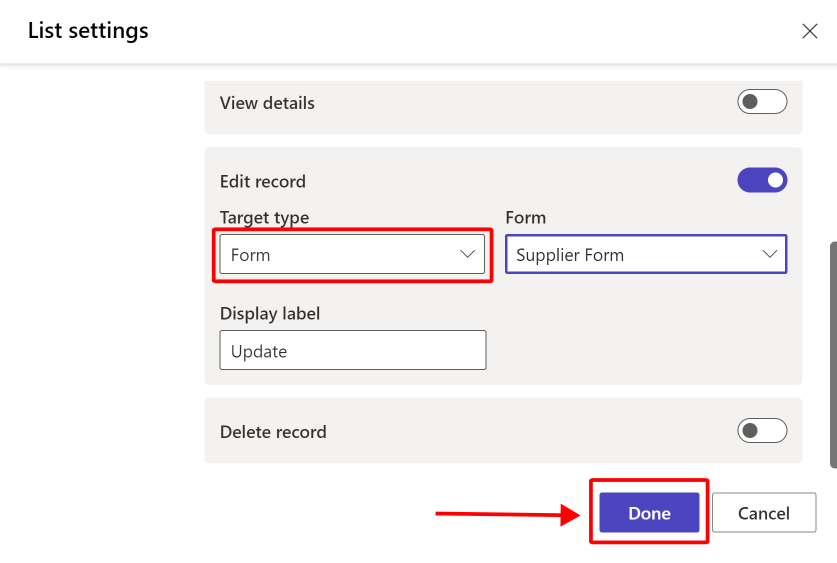 List settings
View details
Edit record
Target type
Form
Form
Supplier Form
Display label
Update
Delete record
Done
Cancel